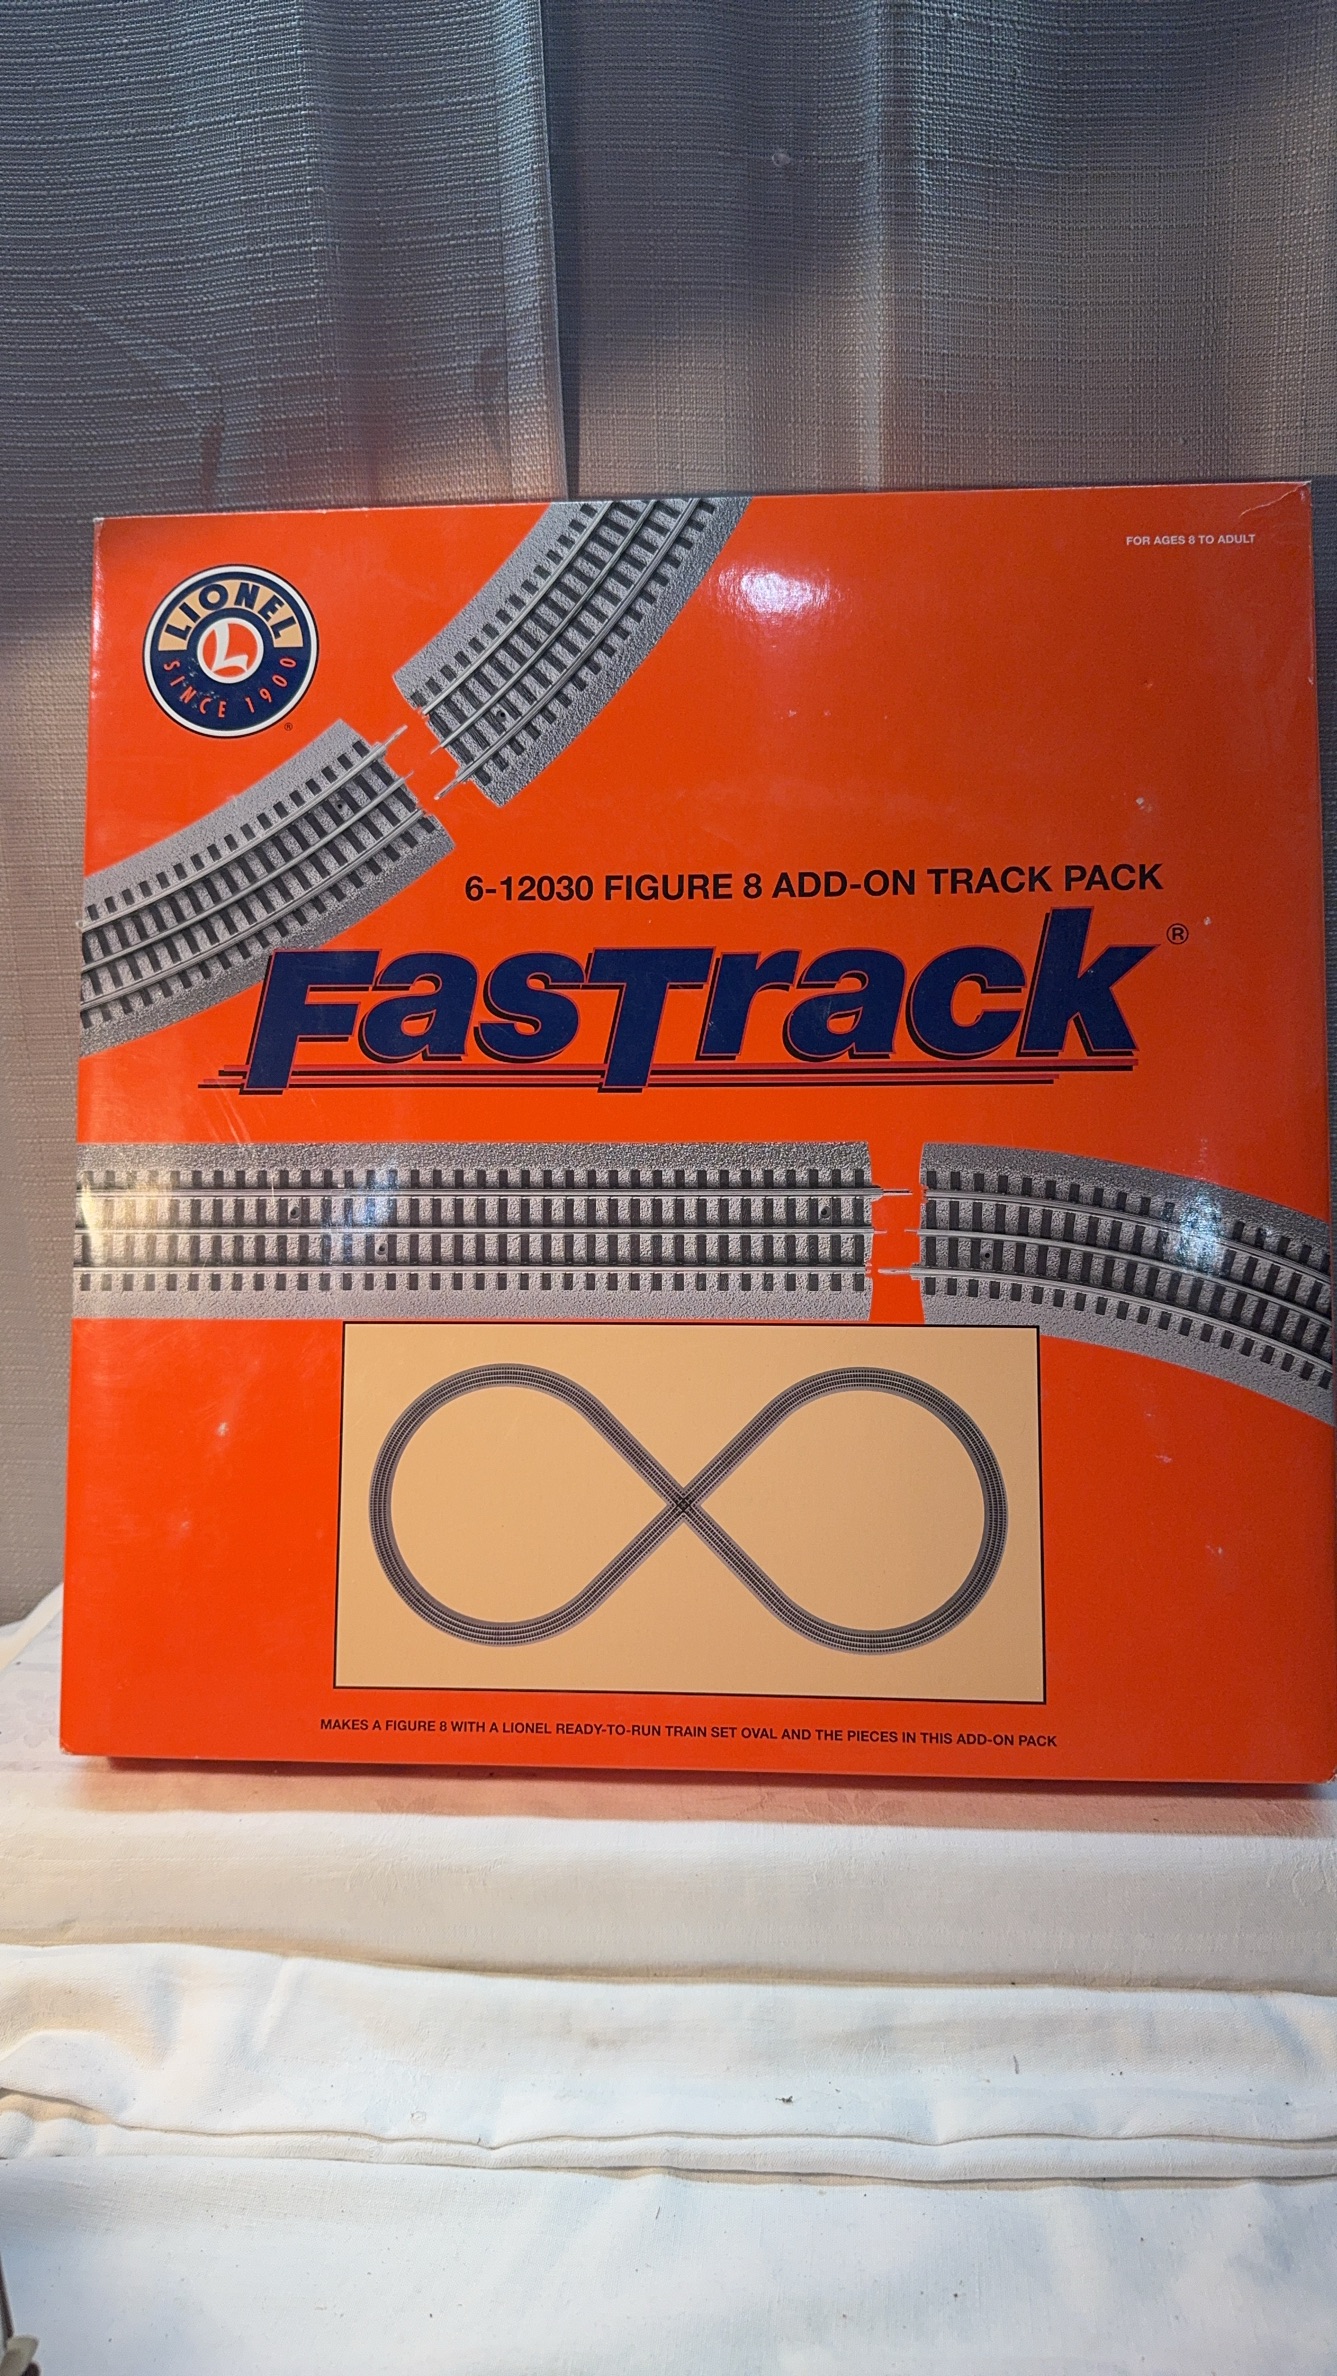 FOR AGES 8 TO ADULT
LIONEL
L
SINCE 1900
®
6-12030 FIGURE 8 ADD-ON TRACK PACK
FasTrack®
MAKES A FIGURE 8 WITH A LIONEL READY-TO-RUN TRAIN SET OVAL AND THE PIECES IN THIS ADD-ON PACK